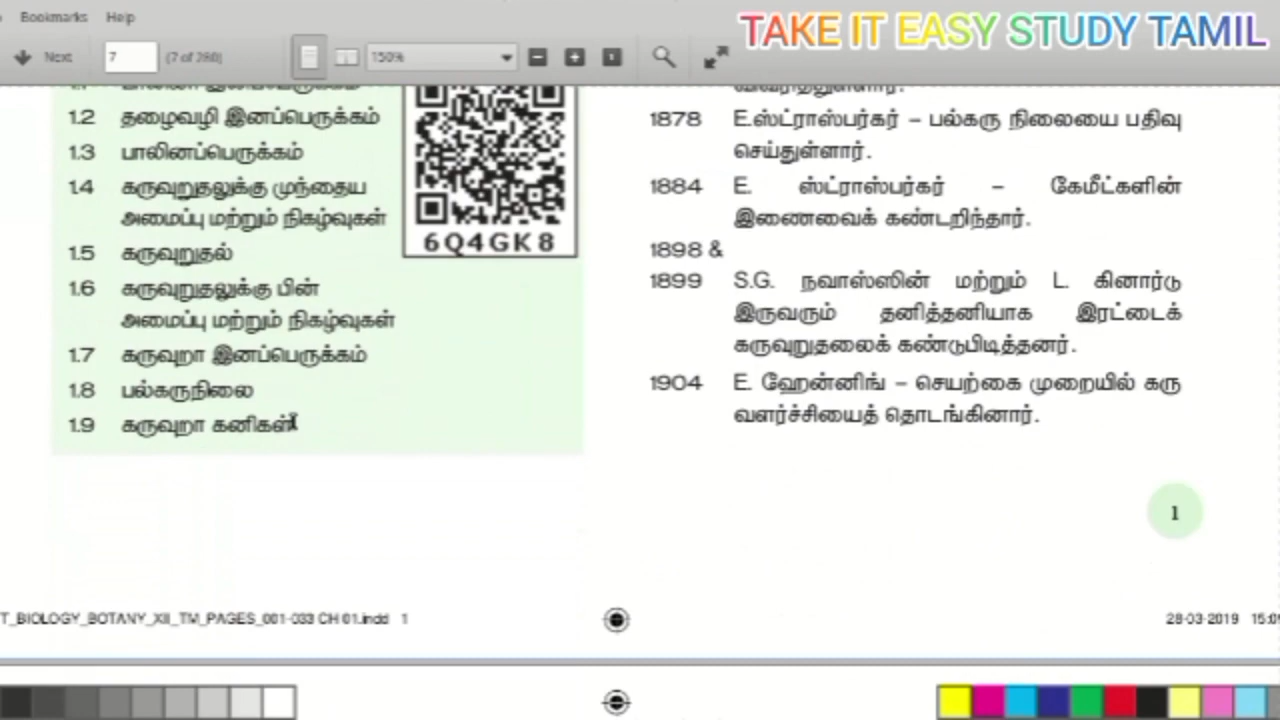 Bookmarks Help
TAKE IT EASY STUDY TAMIL
Next 7 (7 of 280) 150%
1.2 தழைவழி இனப்பெருக்கம்
1.3 பாலினப்பெருக்கம்
1.4 கருவுறுதலுக்கு முந்தைய
அமைப்பு மற்றும் நிகழ்வுகள்
1.5 கருவுறுதல்
1.6 கருவுறுதலுக்கு பின்
அமைப்பு மற்றும் நிகழ்வுகள்
1.7 கருவுறா இனப்பெருக்கம்
1.8 பல்கருநிலை
1.9 கருவுறா கனிகள்
6Q4GK8
1878 E.ஸ்ட்ராஸ்பர்கர் – பல்கரு நிலையை பதிவு
செய்துள்ளார்.
1884 E. ஸ்ட்ராஸ்பர்கர் – கேமீட்களின்
இணைவைக் கண்டறிந்தார்.
1898 &
1899 S.G. நவாஸ்ஸின் மற்றும் L. கினார்டு
இருவரும் தனித்தனியாக இரட்டைக்
கருவுறுதலைக் கண்டுபிடித்தனர்.
1904 E. ஹேன்னிங் – செயற்கை முறையில் கரு
வளர்ச்சியைத் தொடங்கினார்.
1
T_BIOLOGY_BOTANY_XII_TM_PAGES_001-033 CH 01.indd 1
28-03-2019